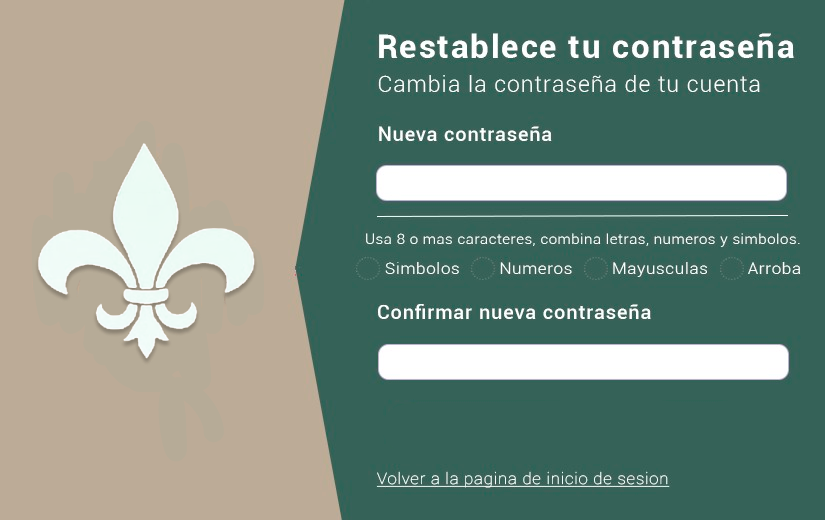 Restablece tu contraseña
Cambia la contraseña de tu cuenta
Nueva contraseña
Usa 8 o mas caracteres, combina letras, numeros y simbolos.
Simbolos Numeros Mayusculas Arroba
Confirmar nueva contraseña
Volver a la pagina de inicio de sesion